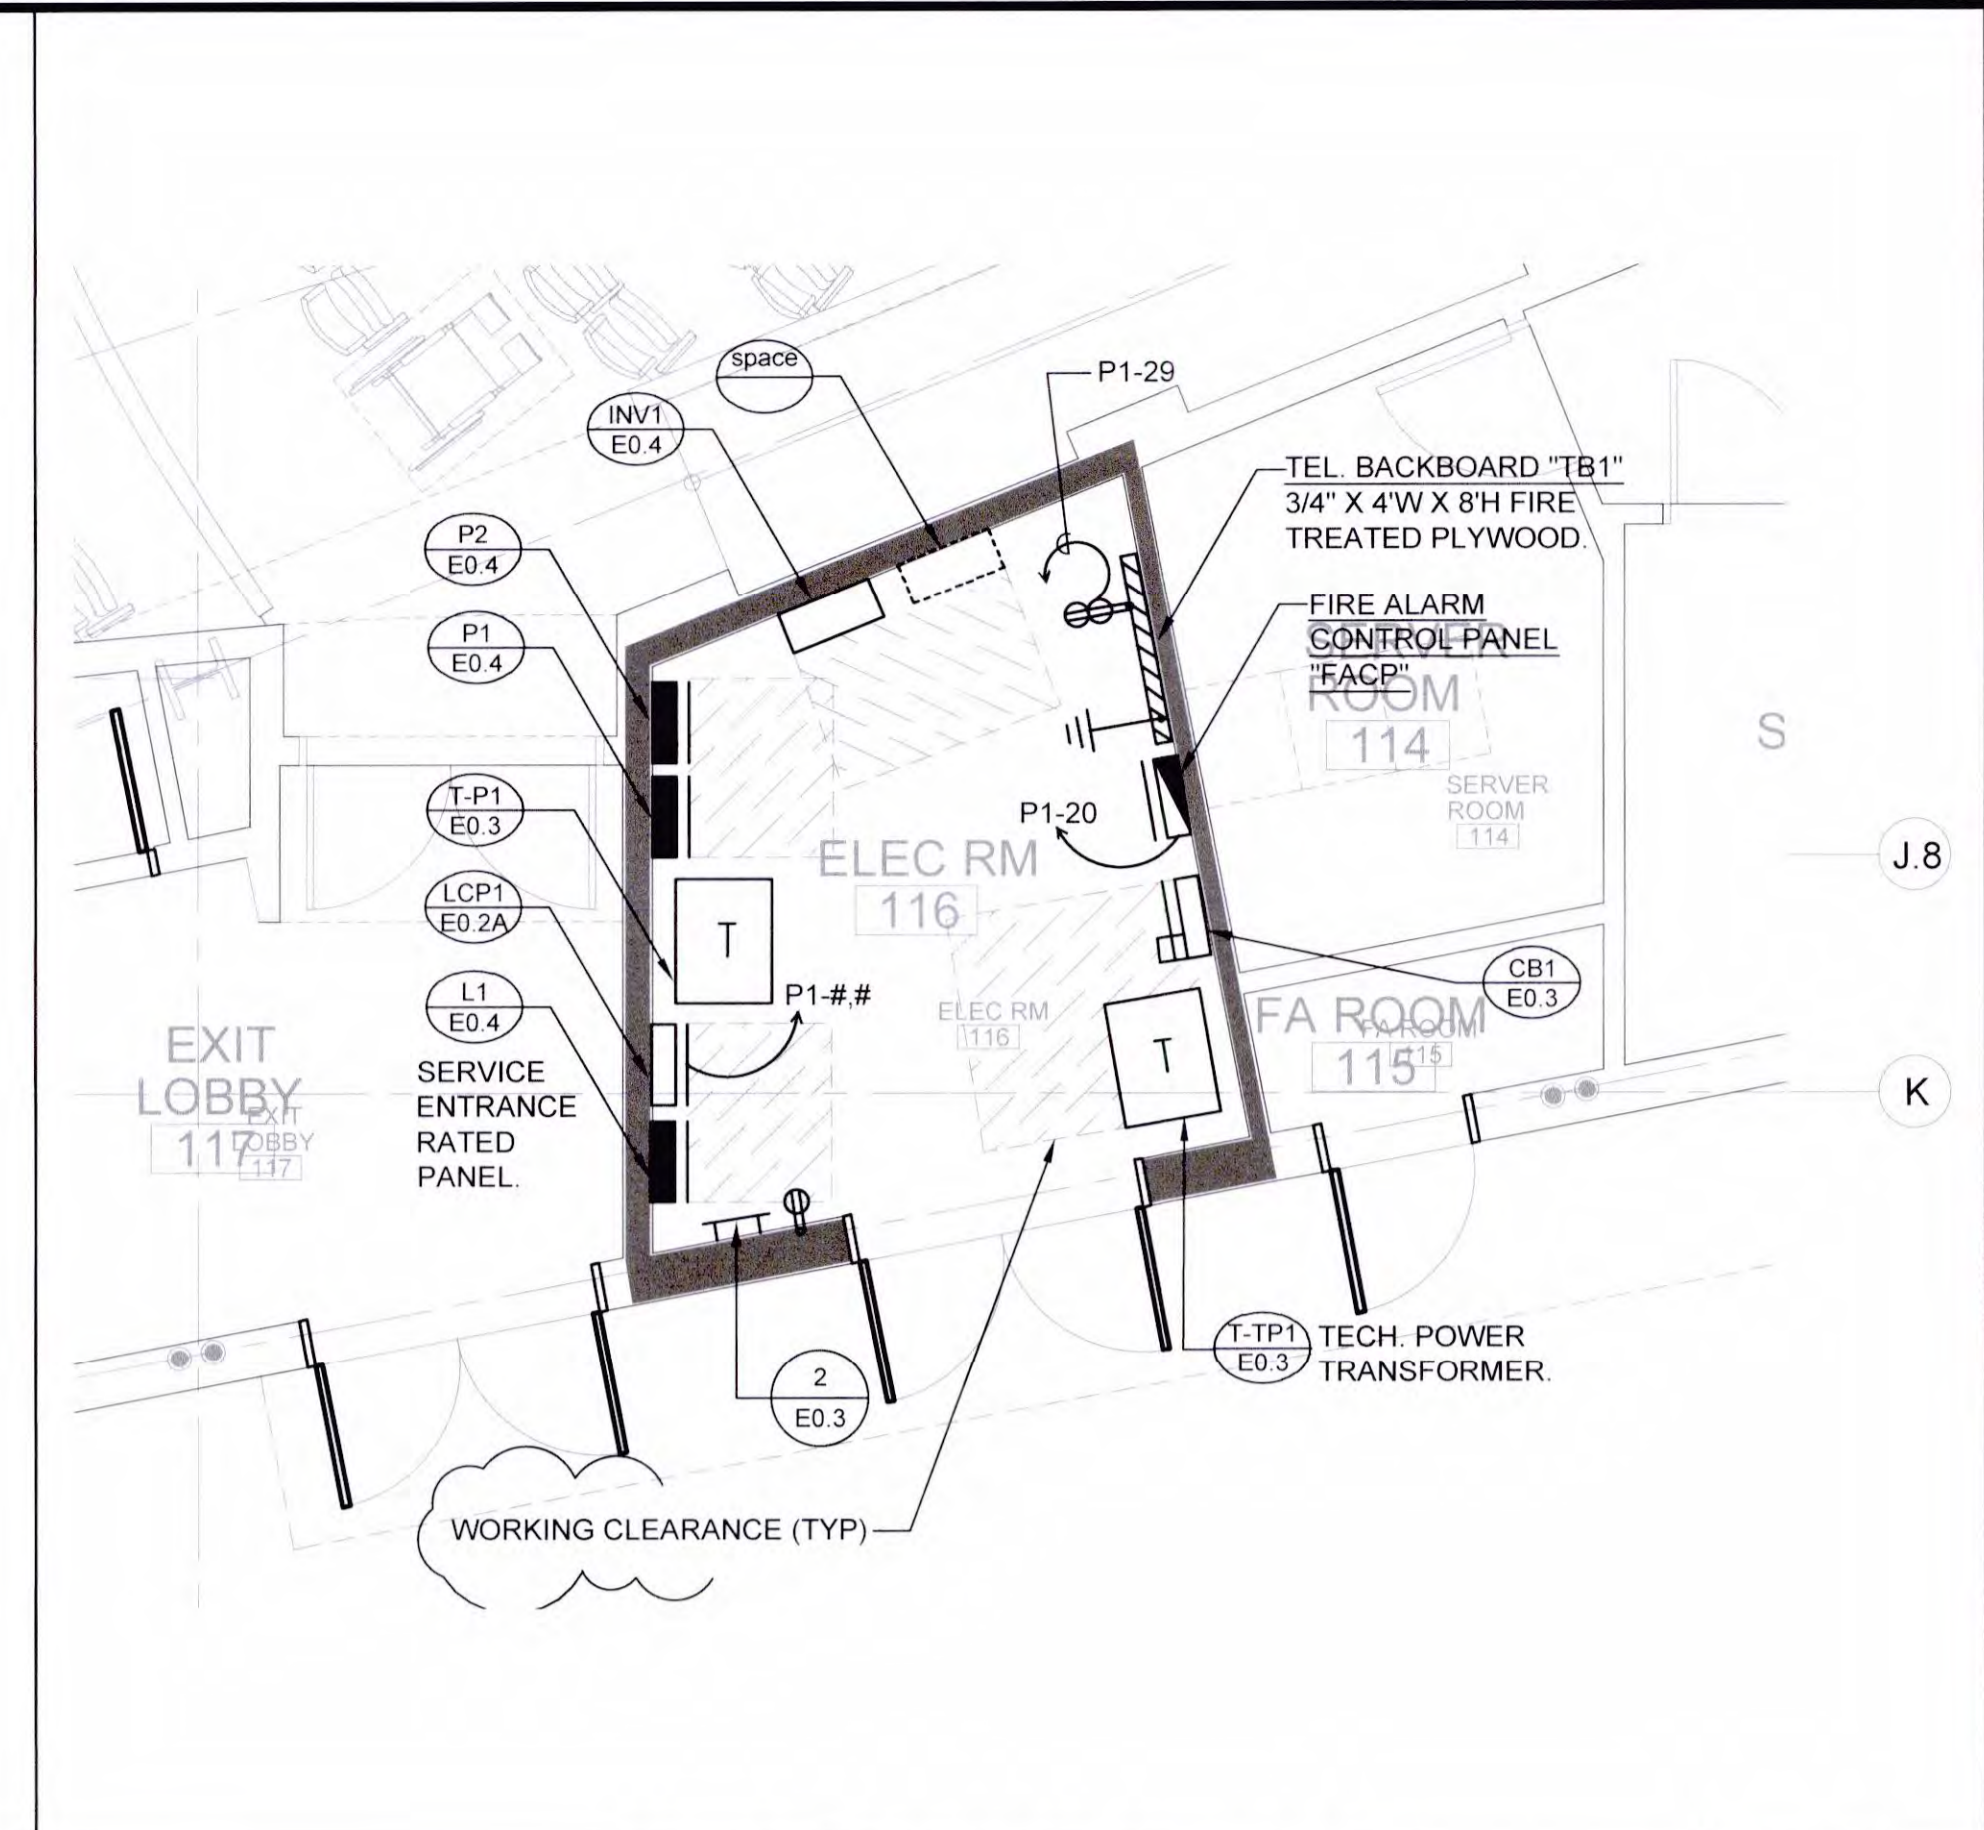 space
P1-29
INV1
E0.4
TEL. BACKBOARD "TB1"
3/4" X 4'W X 8'H FIRE
TREATED PLYWOOD.
P2
E0.4
FIRE ALARM
CONTROL PANEL
"FACP"
P1
E0.4
SERVER
ROOM
114
S
SERVER
ROOM
114
T-P1
E0.3
P1-20
ELEC RM
116
J.8
LCP1
E0.2A
T
CB1
E0.3
L1
E0.4
P1-#,#
ELEC RM
116
T
FA ROOM
115
FA ROOM
115
EXIT
LOBBY
117
EXIT
LOBBY
117
SERVICE
ENTRANCE
RATED
PANEL.
K
T-TP1
E0.3
TECH. POWER
TRANSFORMER.
2
E0.3
WORKING CLEARANCE (TYP)